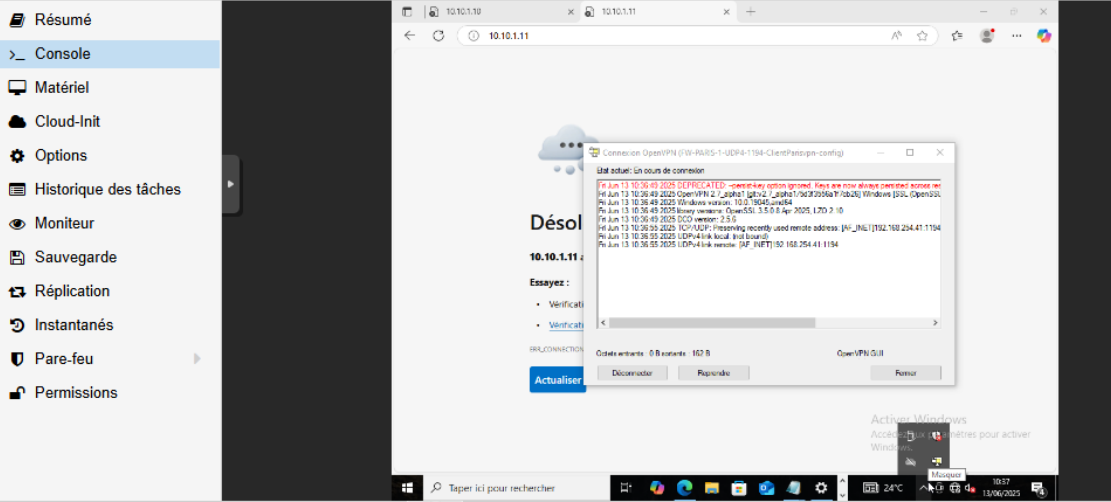 Résumé
Console
Matériel
Cloud-Init
Options
Historique des tâches
Moniteur
Sauvegarde
Réplication
Instantanés
Pare-feu
Permissions
10.10.1.10
10.10.1.11
10.10.1.11
Désol
10.10.1.11 a
Essayez :
Vérificati
Vérificati
ERR_CONNECTION
Actualiser
Connexion OpenVPN (FW-PARIS-1-UDP4-1194-ClientParisvpn-config)
Etat actuel: En cours de connexion
Fri Jun 13 10:36:49 2025 DEPRECATED: --persist-key option ignored. Keys are now always persisted across res
Fri Jun 13 10:36:49 2025 OpenVPN 2.7_alpha1 Windows [SSL (OpenSSL
Fri Jun 13 10:36:49 2025 Windows version: 10.0.19045,amd64
Fri Jun 13 10:36:49 2025 library versions: OpenSSL 3.5.0 8 Apr 2025, LZO 2.10
Fri Jun 13 10:36:49 2025 DCO version: 2.5.6
Fri Jun 13 10:36:55 2025 TCP/UDP: Preserving recently used remote address: [AF_INET]192.168.254.41:1194
Fri Jun 13 10:36:55 2025 UDPv4 link local: (not bound)
Fri Jun 13 10:36:55 2025 UDPv4 link remote: [AF_INET]192.168.254.41:1194
Octets entrants : 0 B sortants : 162 B
OpenVPN GUI
Déconnecter
Reprendre
Fermer
Activer Windows
Accédez aux paramètres pour activer
Windows.
Masquer
Taper ici pour rechercher
24°C
10:37
13/06/2025